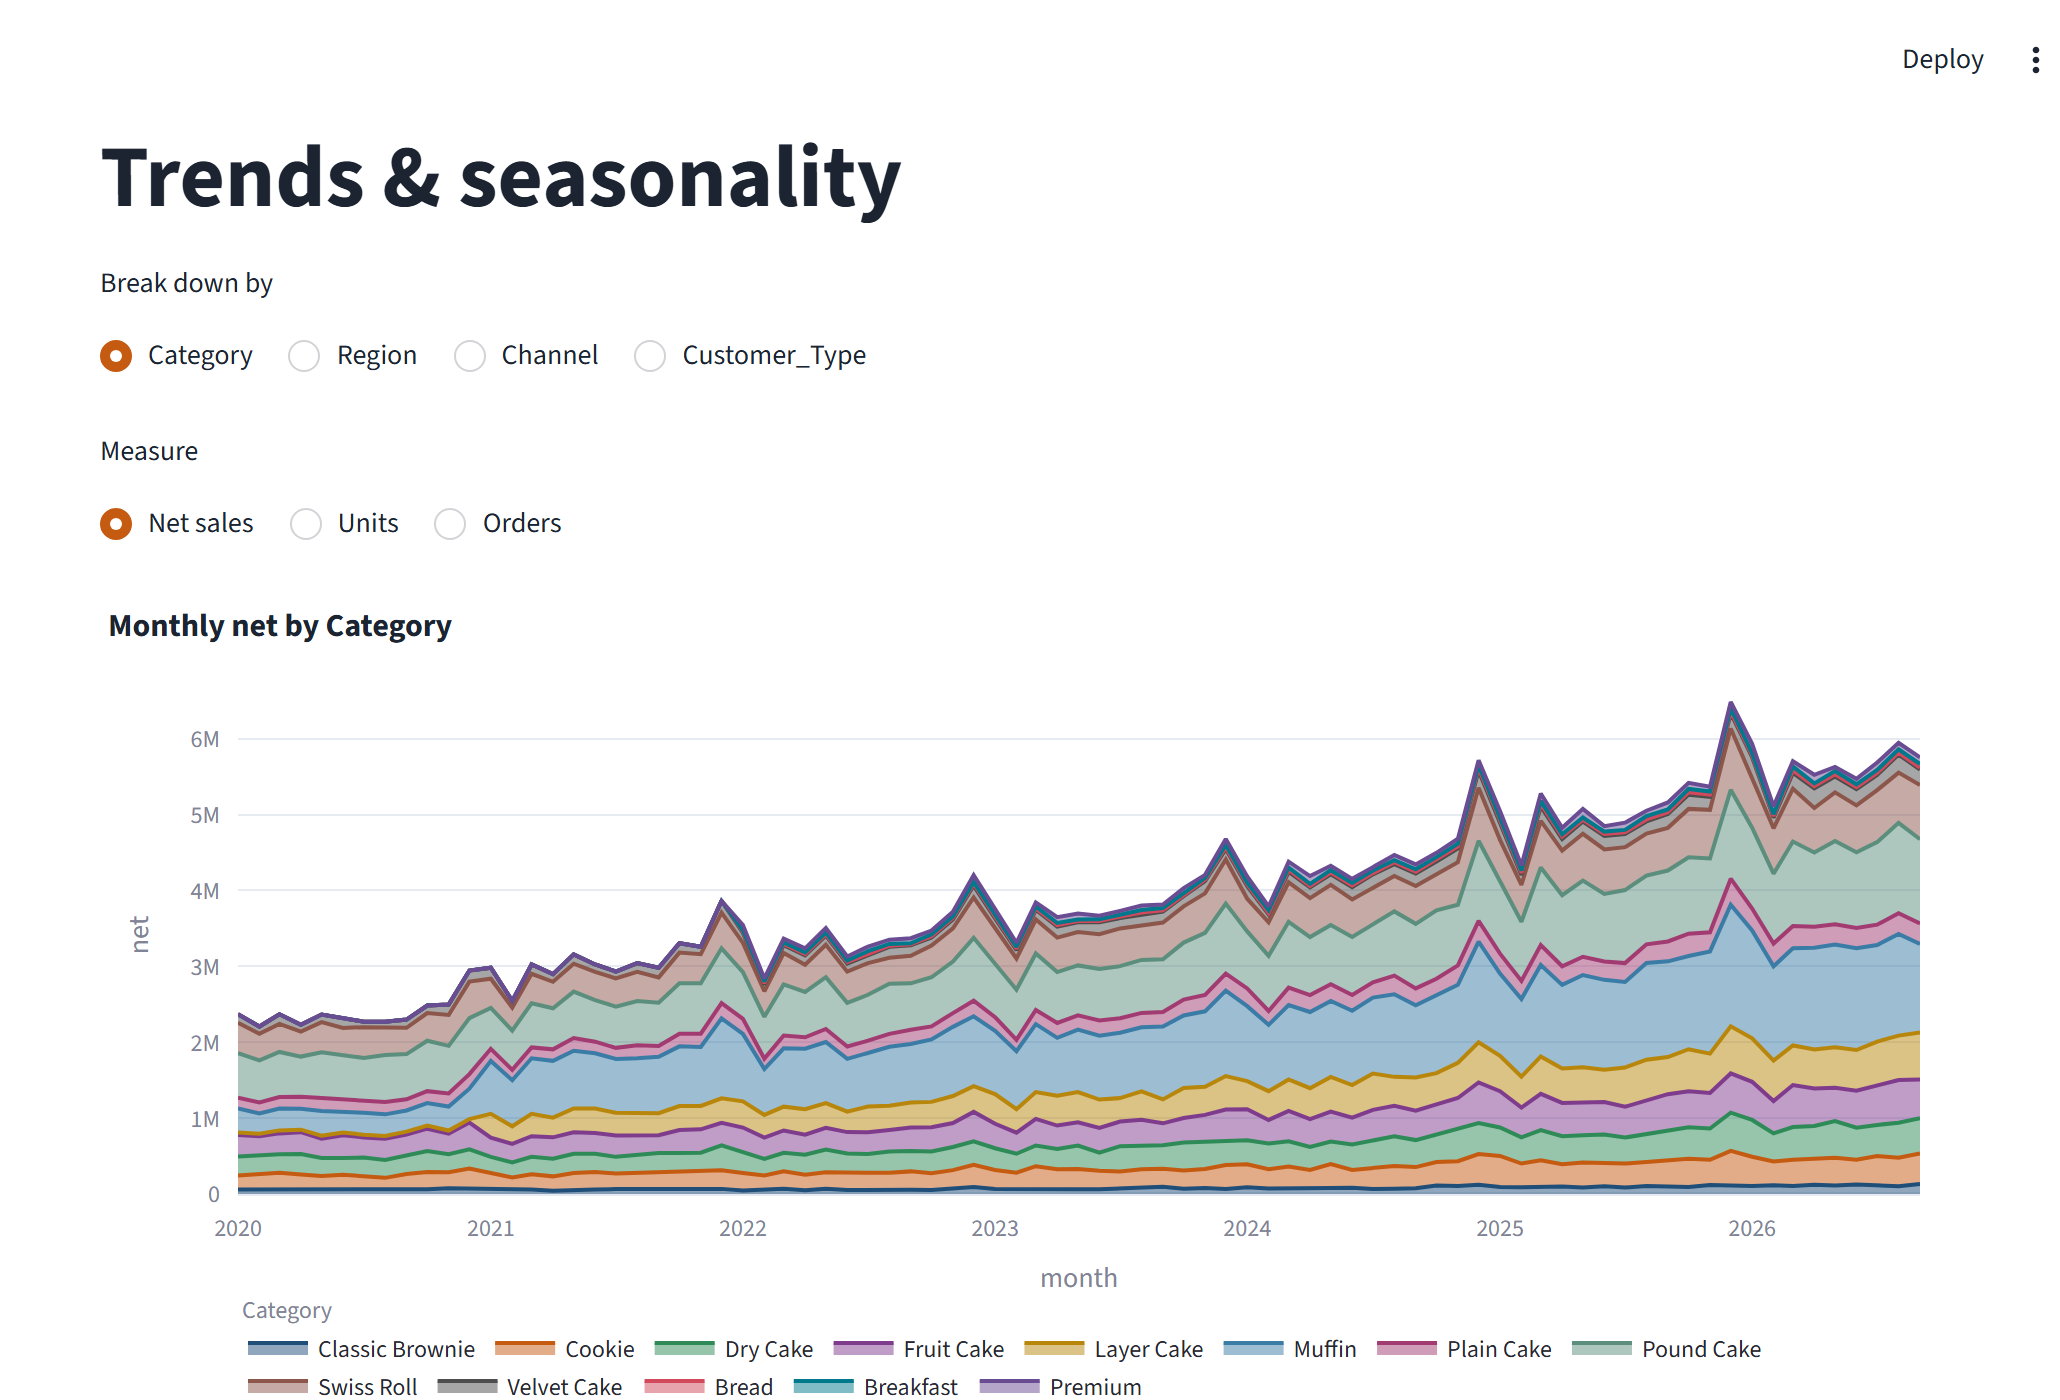 Deploy
Trends & seasonality
Break down by
Category Region Channel Customer_Type
Measure
Net sales Units Orders
Monthly net by Category
6M
5M
4M
3M
2M
1M
0
net
2020 2021 2022 2023 2024 2025 2026
month
Category
Classic Brownie Cookie Dry Cake Fruit Cake Layer Cake Muffin Plain Cake Pound Cake
Swiss Roll Velvet Cake Bread Breakfast Premium